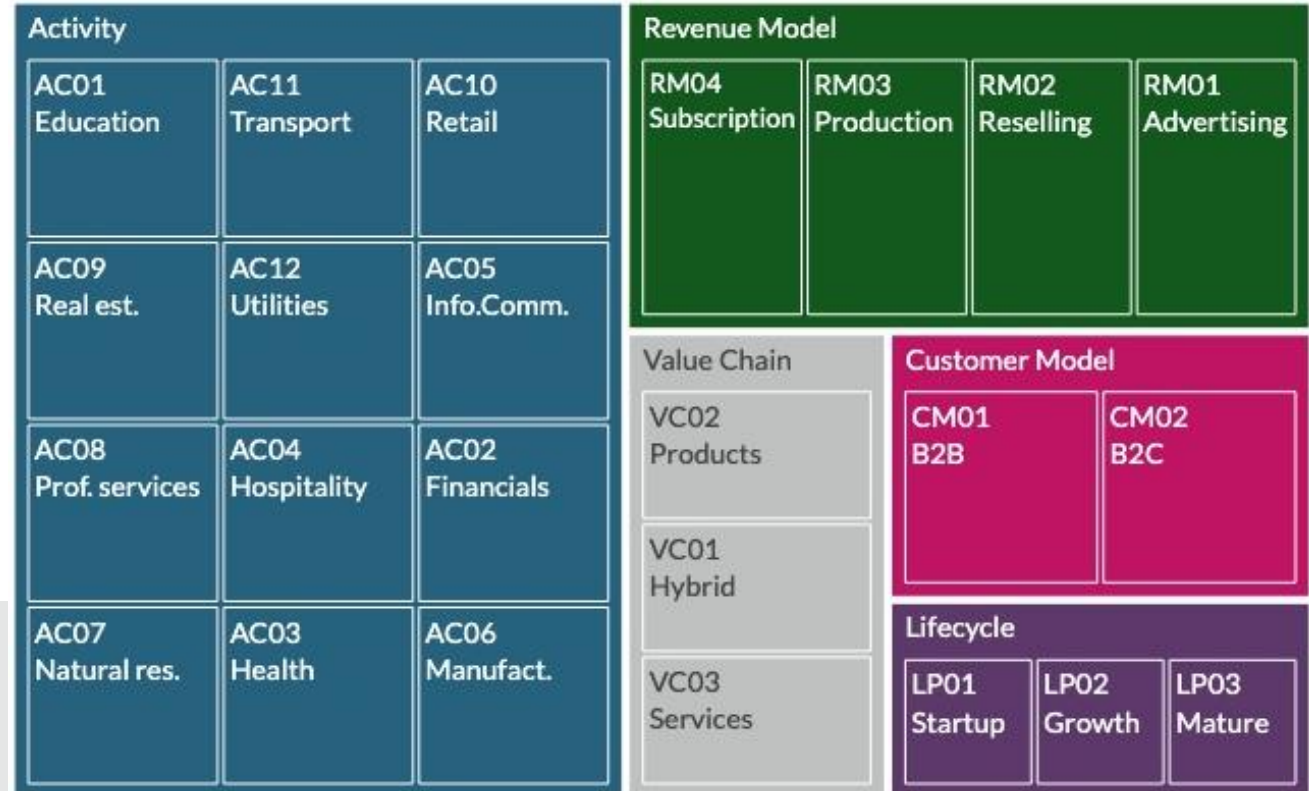 Activity
AC01
Education
AC11
Transport
AC10
Retail
AC09
Real est.
AC12
Utilities
AC05
Info.Comm.
AC08
Prof. services
AC04
Hospitality
AC02
Financials
AC07
Natural res.
AC03
Health
AC06
Manufact.
Revenue Model
RM04
Subscription
RM03
Production
RM02
Reselling
RM01
Advertising
Value Chain
VC02
Products
VC01
Hybrid
VC03
Services
Customer Model
CM01
B2B
CM02
B2C
Lifecycle
LP01
Startup
LP02
Growth
LP03
Mature